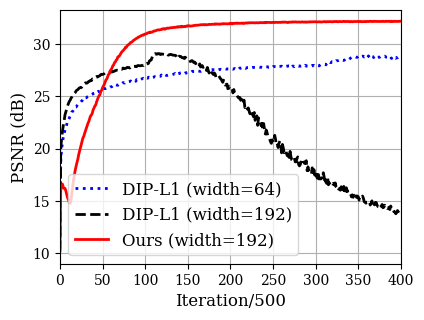 PSNR (dB)
30
25
20
15
10
DIP-L1 (width=64)
DIP-L1 (width=192)
Ours (width=192)
0 50 100 150 200 250 300 350 400
Iteration/500